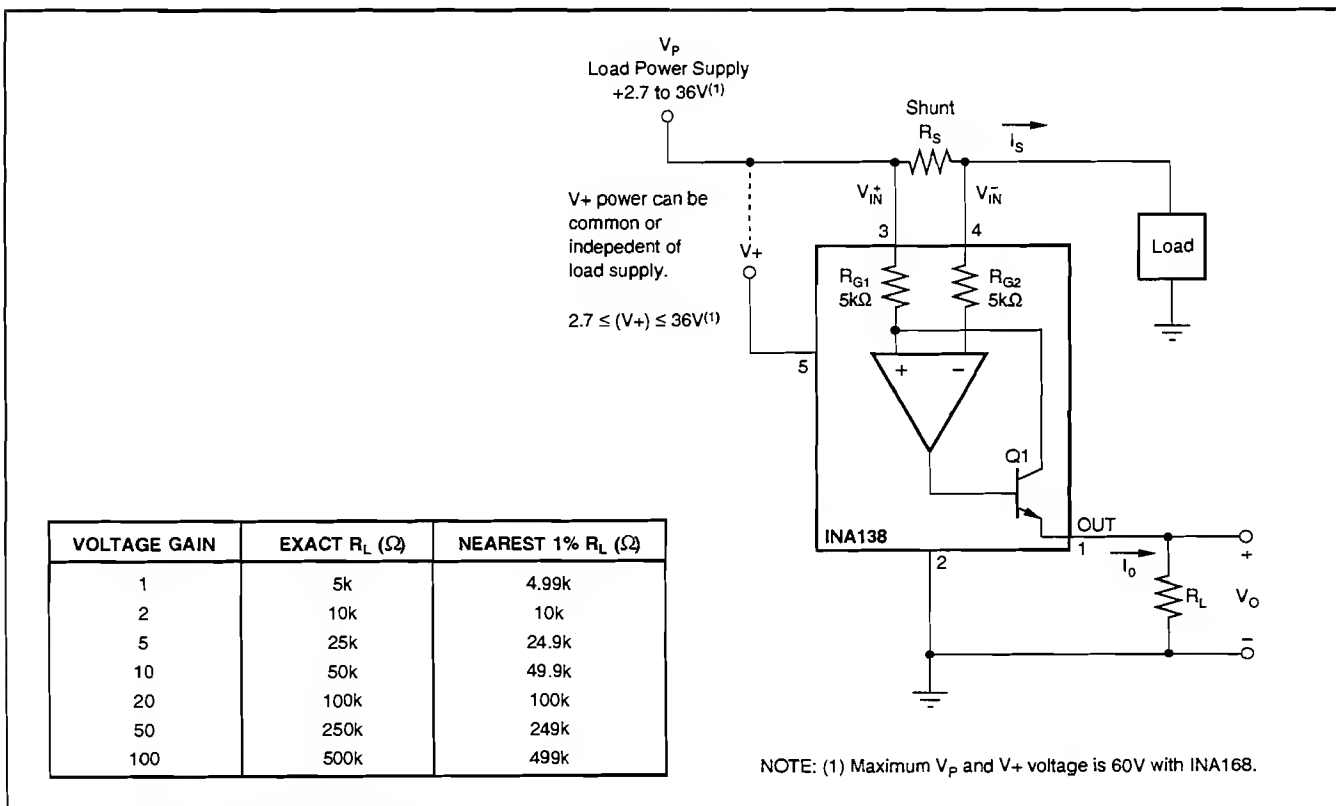 V_P
Load Power Supply
+2.7 to 36V(1)
Shunt
R_S
I_S
V+ power can be
common or
indepedent of
load supply.
V+
2.7 ≤ (V+) ≤ 36V(1)
V_IN^+
V_IN^-
3
4
Load
R_G1
5kΩ
R_G2
5kΩ
5
+
−
Q1
INA138
OUT
1
2
I_0
+
R_L
V_O
−
VOLTAGE GAIN EXACT R_L (Ω) NEAREST 1% R_L (Ω)
1 5k 4.99k
2 10k 10k
5 25k 24.9k
10 50k 49.9k
20 100k 100k
50 250k 249k
100 500k 499k
NOTE: (1) Maximum V_P and V+ voltage is 60V with INA168.